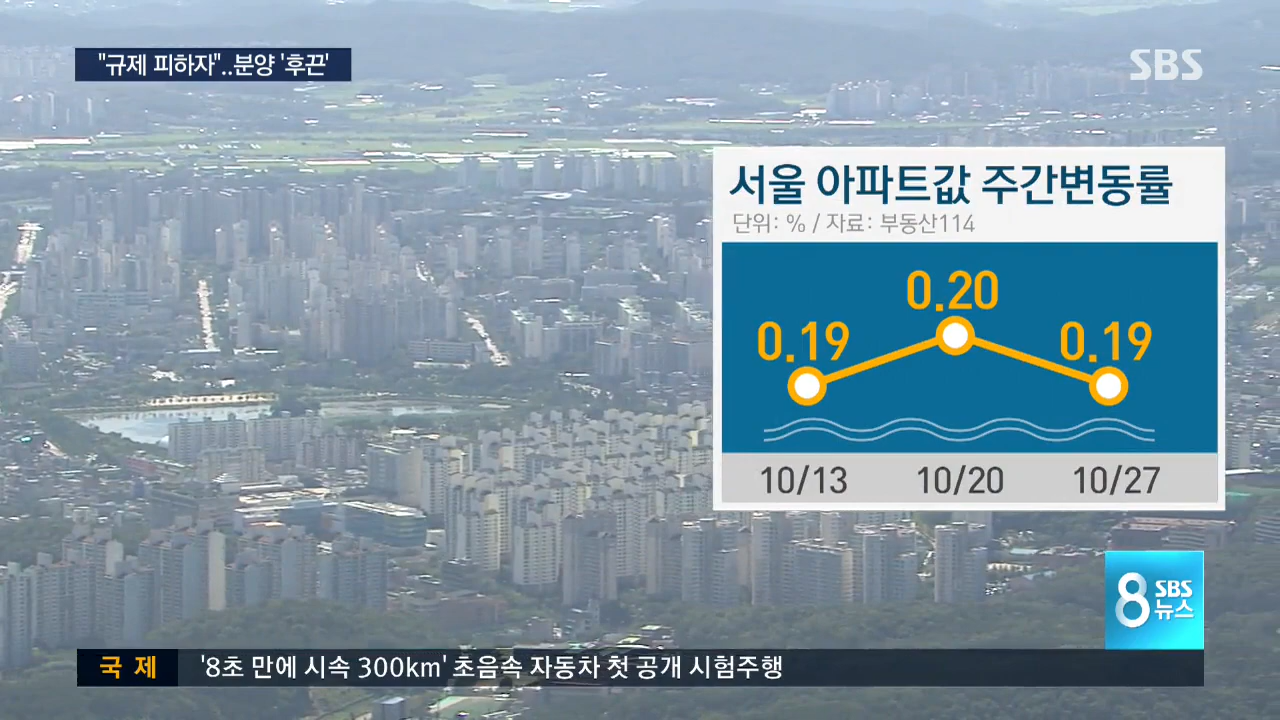 "규제 피하자"..분양 '후끈'
SBS
서울 아파트값 주간변동률
단위: % / 자료: 부동산114
0.19
0.20
0.19
10/13
10/20
10/27
8 SBS
뉴스
국 제
'8초 만에 시속 300km' 초음속 자동차 첫 공개 시험주행